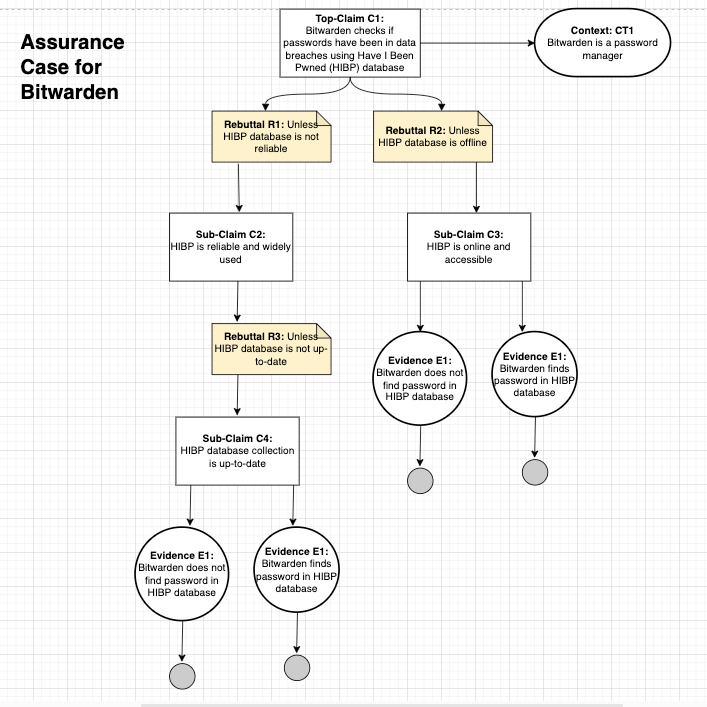 Assurance
Case for
Bitwarden
Top-Claim C1:
Bitwarden checks if
passwords have been in data
breaches using Have I Been
Pwned (HIBP) database
Context: CT1
Bitwarden is a password
manager
Rebuttal R1: Unless
HIBP database is not
reliable
Rebuttal R2: Unless
HIBP database is offline
Sub-Claim C2:
HIBP is reliable and widely
used
Sub-Claim C3:
HIBP is online and
accessible
Rebuttal R3: Unless
HIBP database is not up-
to-date
Evidence E1:
Bitwarden does not
find password in
HIBP database
Evidence E1:
Bitwarden finds
password in HIBP
database
Sub-Claim C4:
HIBP database collection
is up-to-date
Evidence E1:
Bitwarden does not
find password in
HIBP database
Evidence E1:
Bitwarden finds
password in HIBP
database